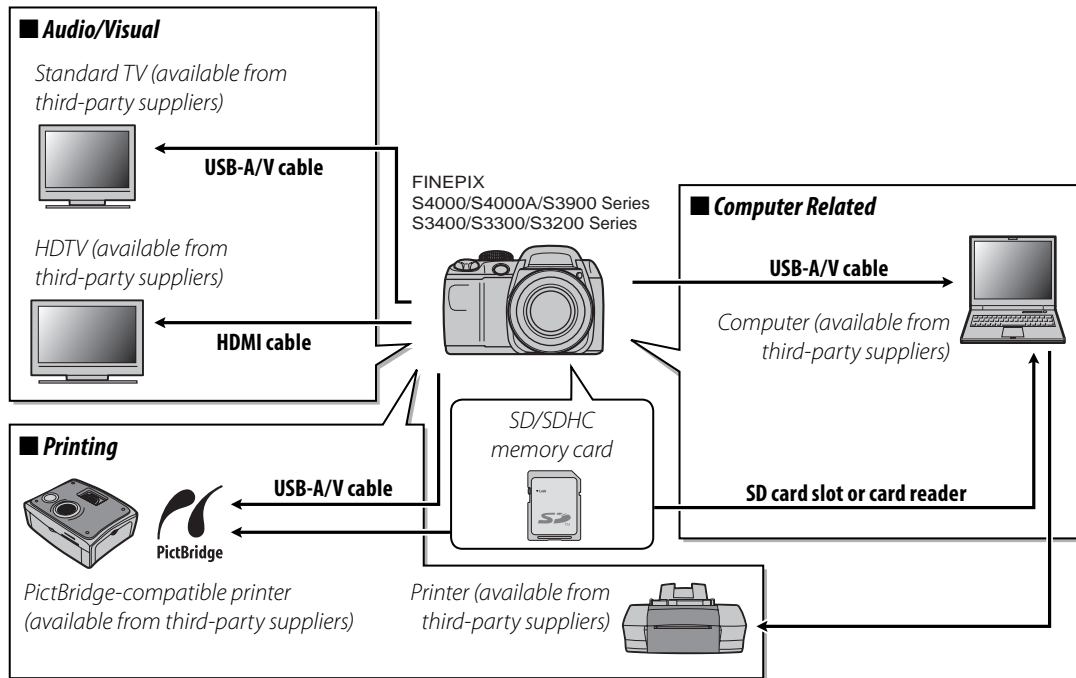 ■ Audio/Visual
Standard TV (available from
third-party suppliers)
USB-A/V cable
HDTV (available from
third-party suppliers)
HDMI cable
FINEPIX
S4000/S4000A/S3900 Series
S3400/S3300/S3200 Series
■ Computer Related
USB-A/V cable
Computer (available from
third-party suppliers)
SD/SDHC
memory card
SD
SD card slot or card reader
■ Printing
USB-A/V cable
PictBridge
PictBridge-compatible printer
(available from third-party suppliers)
Printer (available from
third-party suppliers)